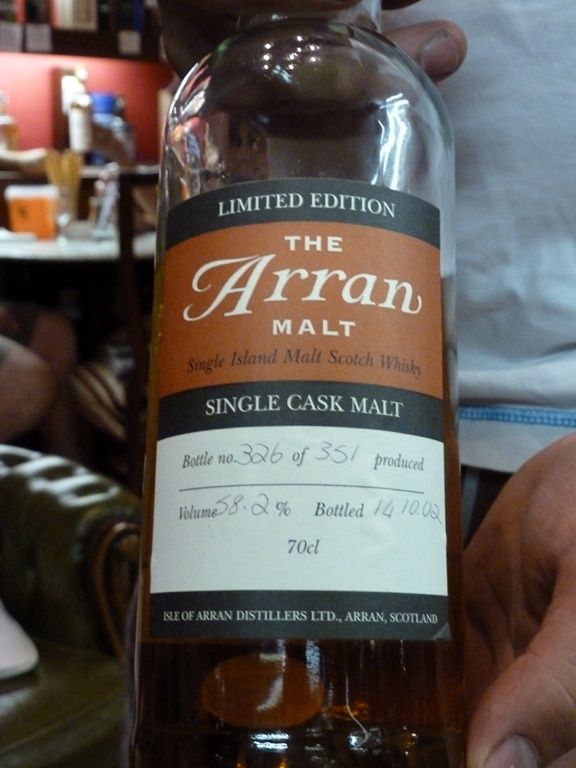 LIMITED EDITION
THE
Arran
MALT
Single Island Malt Scotch Whisky
SINGLE CASK MALT
Bottle no. 326 of 351 produced
Volume 58.2 % Bottled 14.10.02
70cl
ISLE OF ARRAN DISTILLERS LTD., ARRAN, SCOTLAND